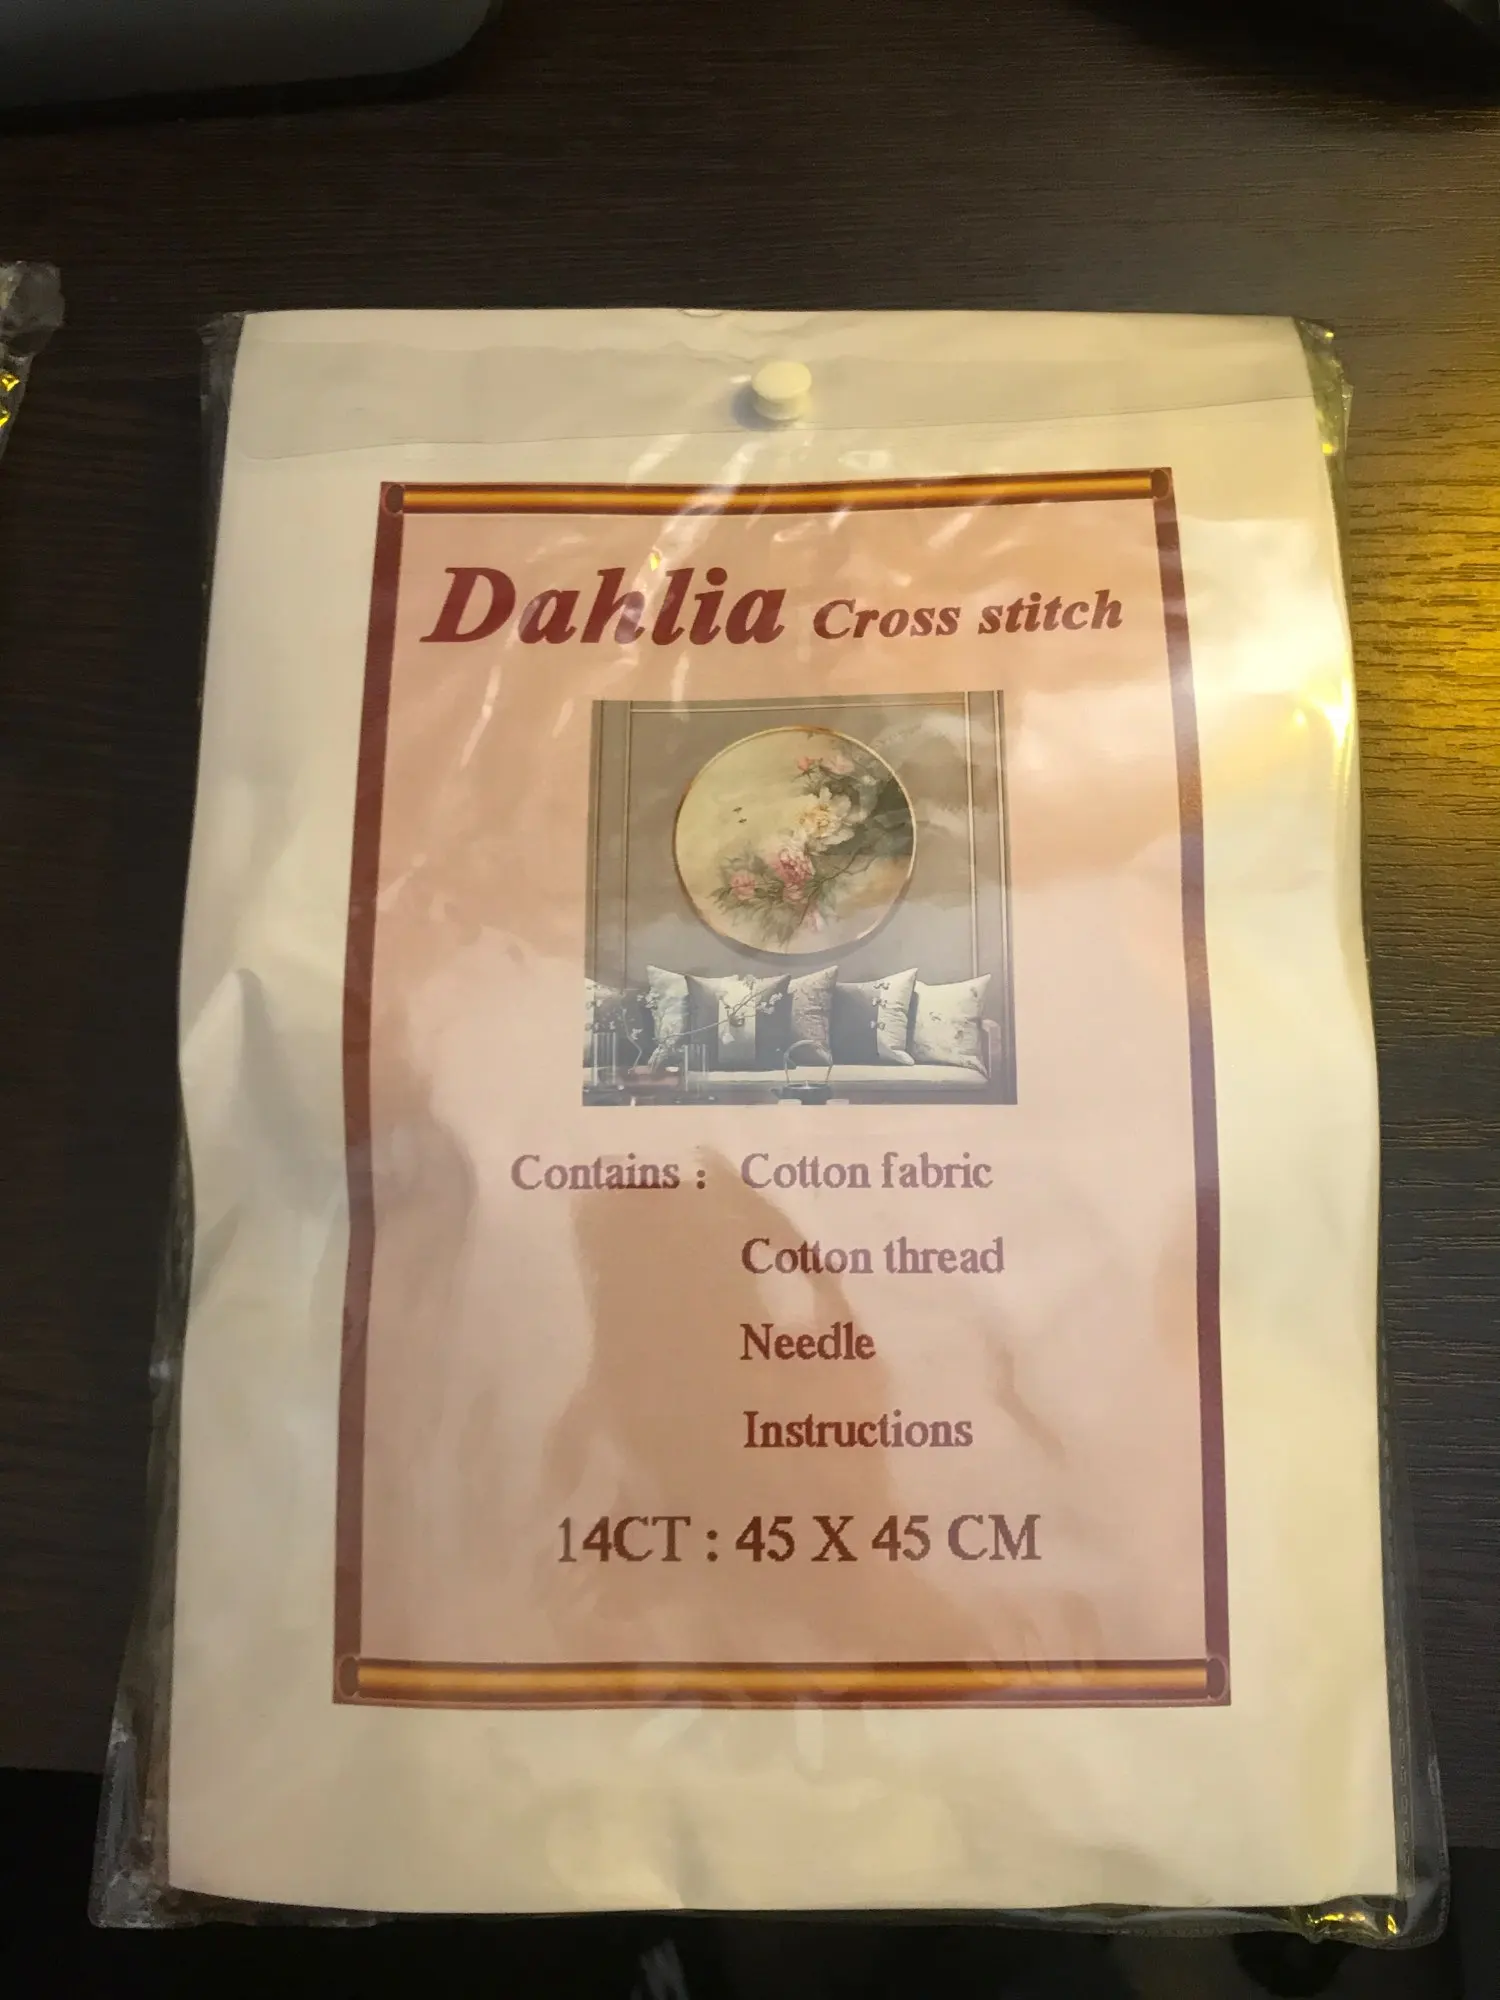 Dahlia Cross stitch
Contains : Cotton fabric
Cotton thread
Needle
Instructions
14CT : 45 X 45 CM